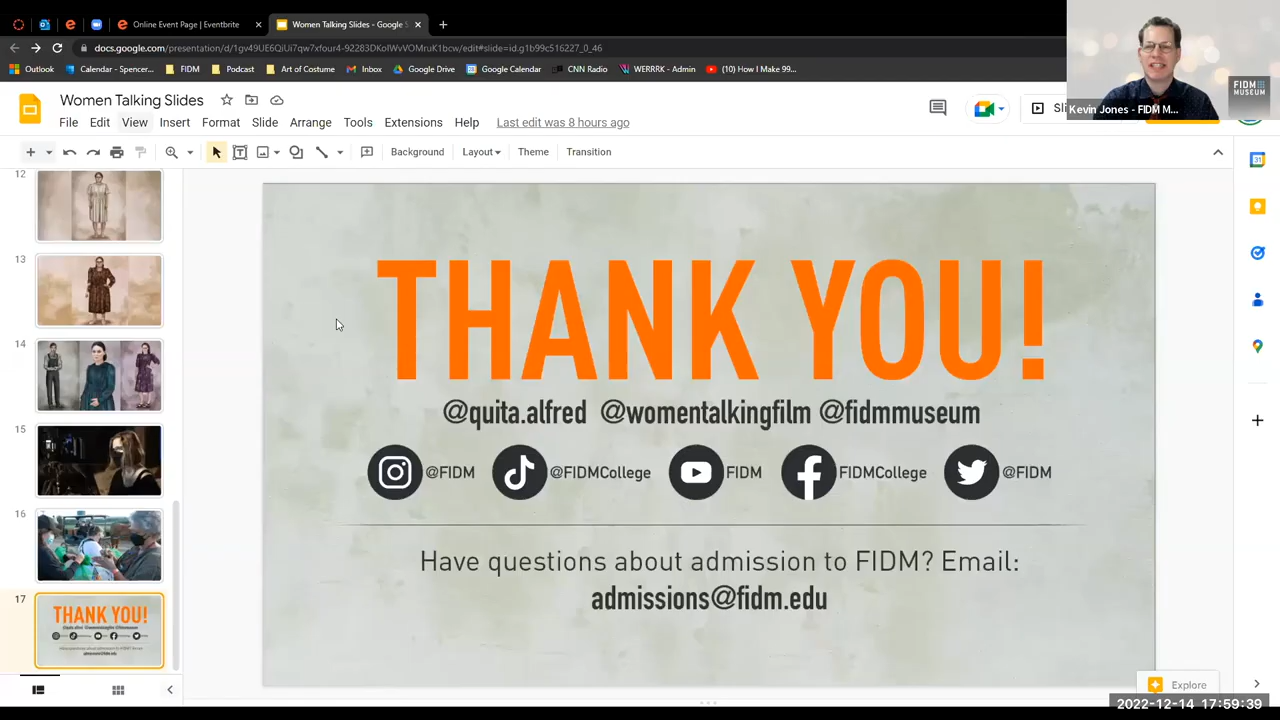 Online Event Page | Eventbrite
Women Talking Slides - Google S
docs.google.com/presentation/d/1gv49UE6QiUi7qw7xfour4-92283DKoIWvVOMruK1bcw/edit#slide=id.g1b99c516227_0_46
Outlook
Calendar - Spencer...
FIDM
Podcast
Art of Costume
Inbox
Google Drive
Google Calendar
CNN Radio
WERRRK - Admin
(10) How I Make 99...
Women Talking Slides
File Edit View Insert Format Slide Arrange Tools Help
Last edit was 8 hours ago
Kevin Jones - FIDM M...
FIDM
MUSEUM
Background Layout Theme Transition
12
13
14
15
16
17
THANK YOU!
@quita.alfred @womentalkingfilm @fidmmuseum
@FIDM @FIDMCollege FIDM FIDMCollege @FIDM
Have questions about admission to FIDM? Email:
admissions@fidm.edu
THANK YOU!
31
Explore
2022-12-14 17:59:39